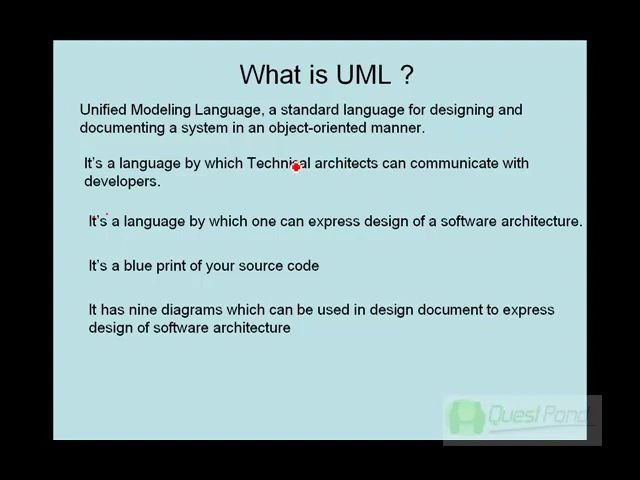 What is UML ?
Unified Modeling Language, a standard language for designing and
documenting a system in an object-oriented manner.
It's a language by which Technical architects can communicate with
developers.
It's a language by which one can express design of a software architecture.
It's a blue print of your source code
It has nine diagrams which can be used in design document to express
design of software architecture
QuestPond